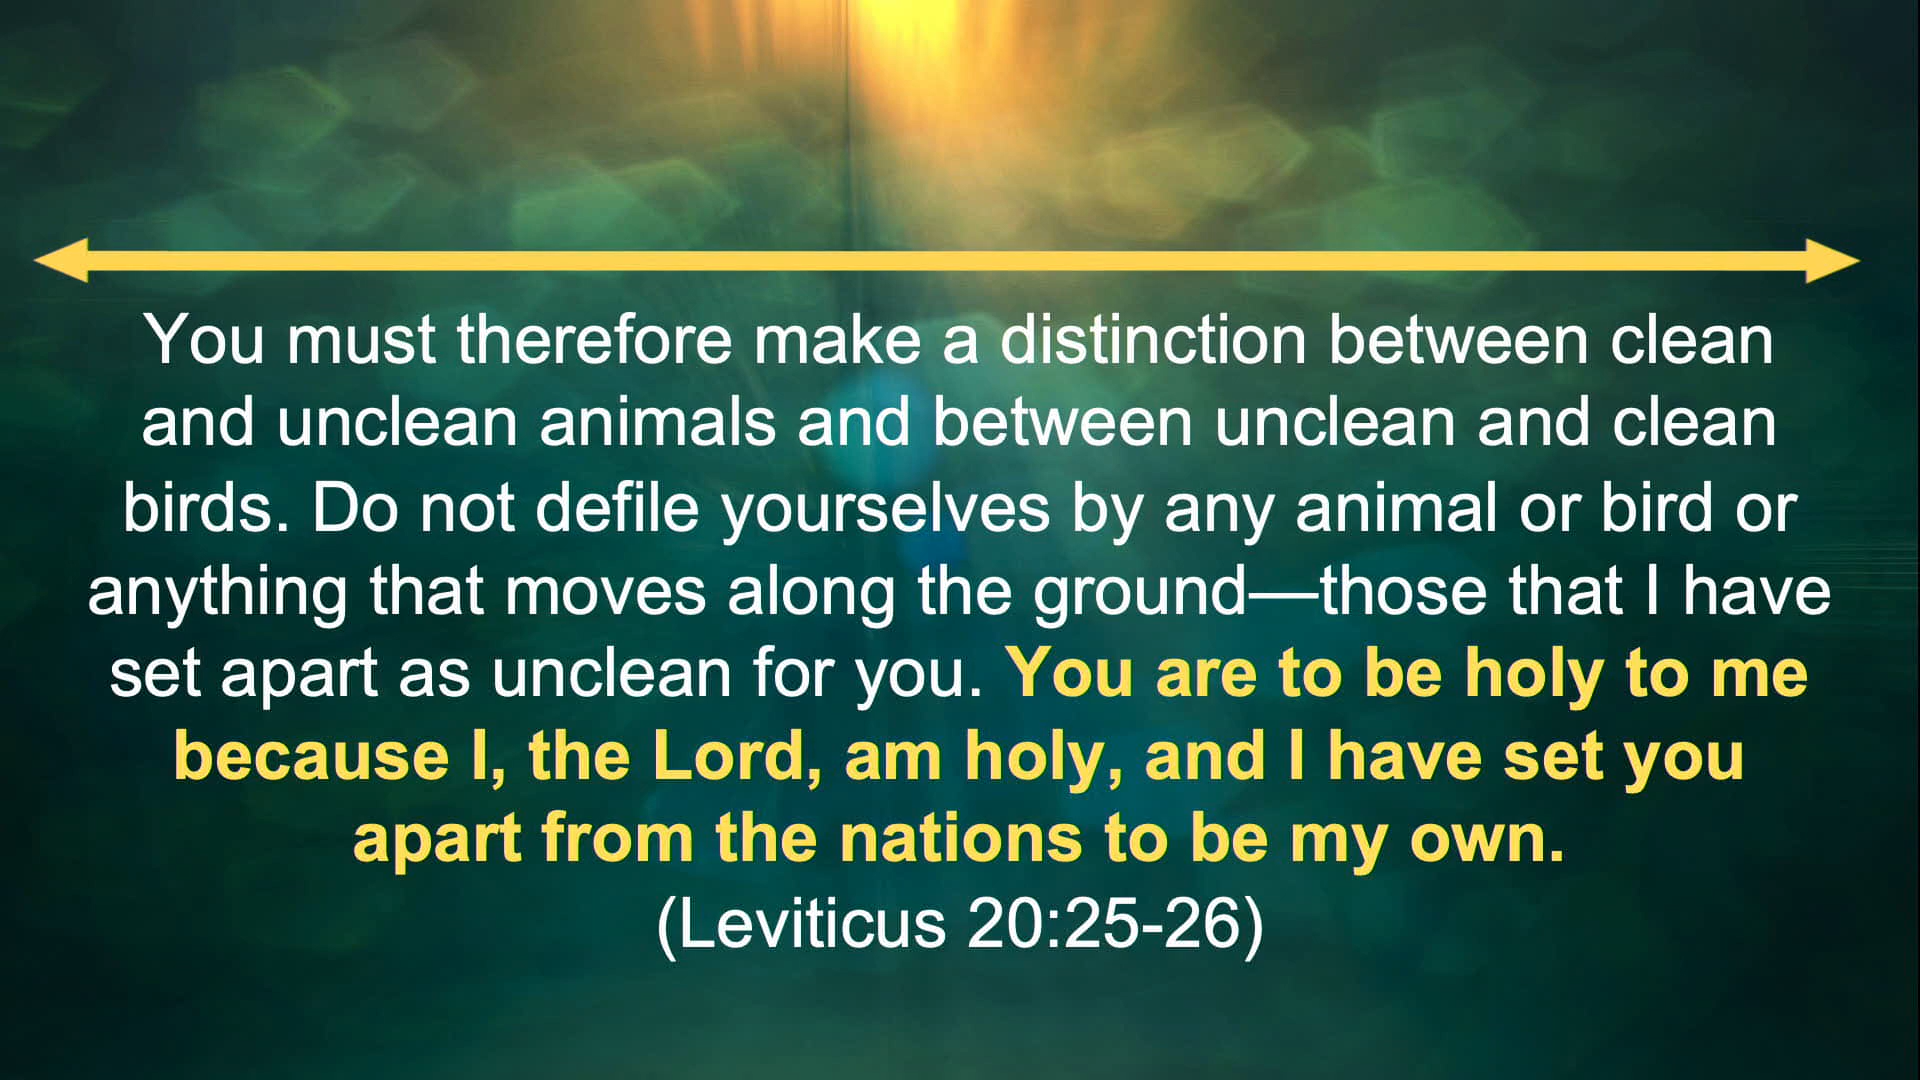 You must therefore make a distinction between clean
and unclean animals and between unclean and clean
birds. Do not defile yourselves by any animal or bird or
anything that moves along the ground—those that I have
set apart as unclean for you. You are to be holy to me
because I, the Lord, am holy, and I have set you
apart from the nations to be my own.
(Leviticus 20:25-26)